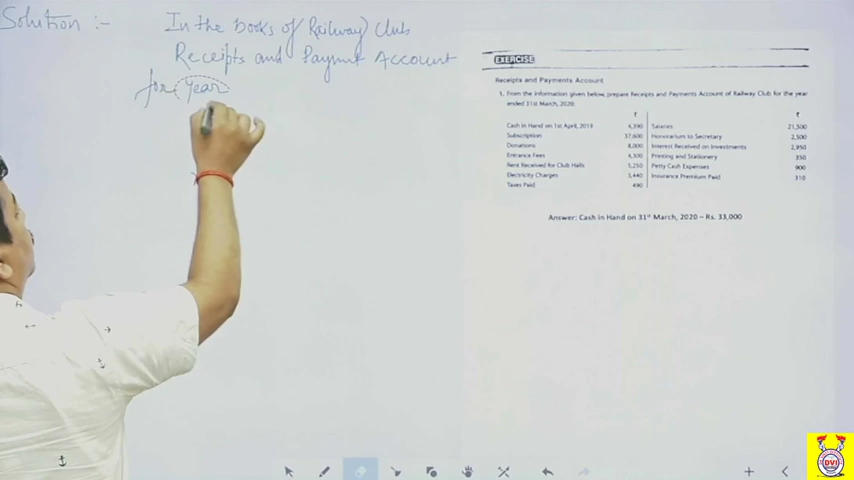 Solution :-
In the books of Railway Club
Receipts and Payment Account
for Year
EXERCISE
Receipts and Payments Account
1. From the information given below, prepare Receipts and Payments Account of Railway Club for the year
ended 31st March, 2020:
₹ ₹
Cash in Hand on 1st April, 2019 4,390 Salaries 21,500
Subscription 37,600 Honorarium to Secretary 2,500
Donations 8,000 Interest Received on Investments 2,950
Entrance Fees 4,300 Printing and Stationery 350
Rent Received for Club Halls 5,250 Petty Cash Expenses 900
Electricity Charges 3,440 Insurance Premium Paid 310
Taxes Paid 490
Answer: Cash in Hand on 31st March, 2020 – Rs. 33,000
DVI